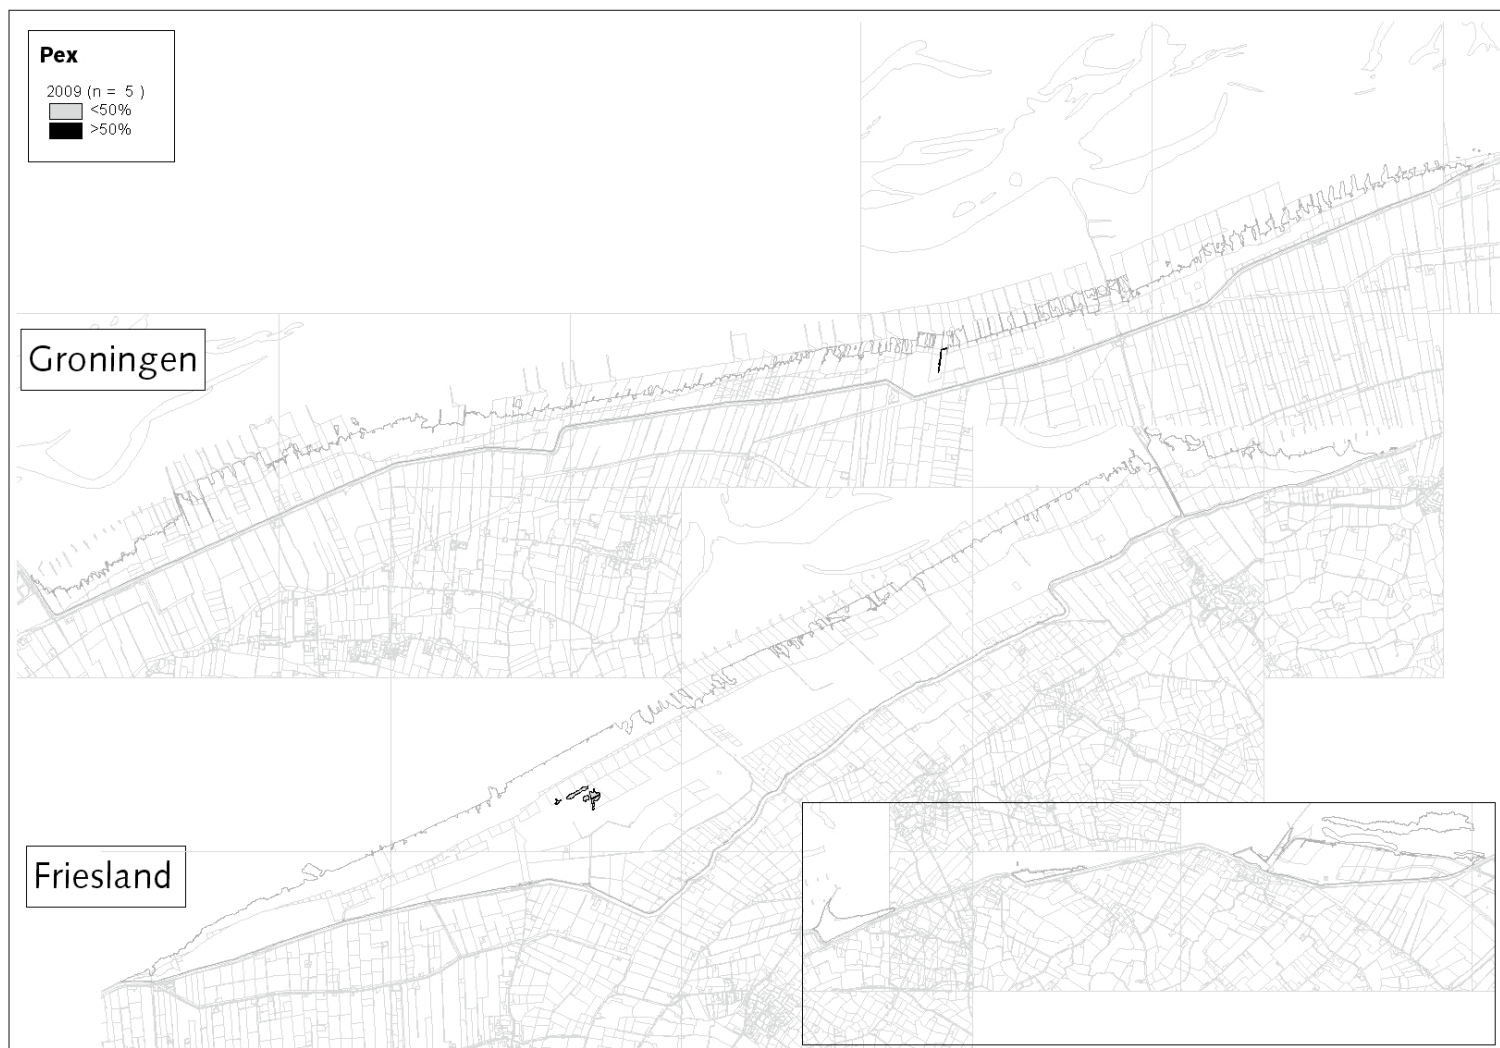 Pex
2009 (n = 5 )
<50%
>50%
Groningen
Friesland